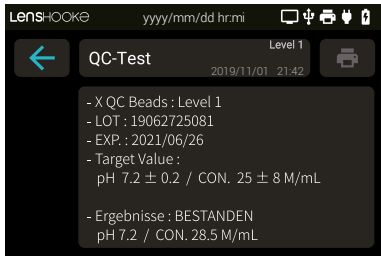 LensHOOKE yyyy/mm/dd hr:mi
QC-Test
Level 1
2019/11/01 21:42
- X QC Beads : Level 1
- LOT : 19062725081
- EXP. : 2021/06/26
- Target Value :
pH 7.2 ± 0.2 / CON. 25 ± 8 M/mL
- Ergebnisse : BESTANDEN
pH 7.2 / CON. 28.5 M/mL